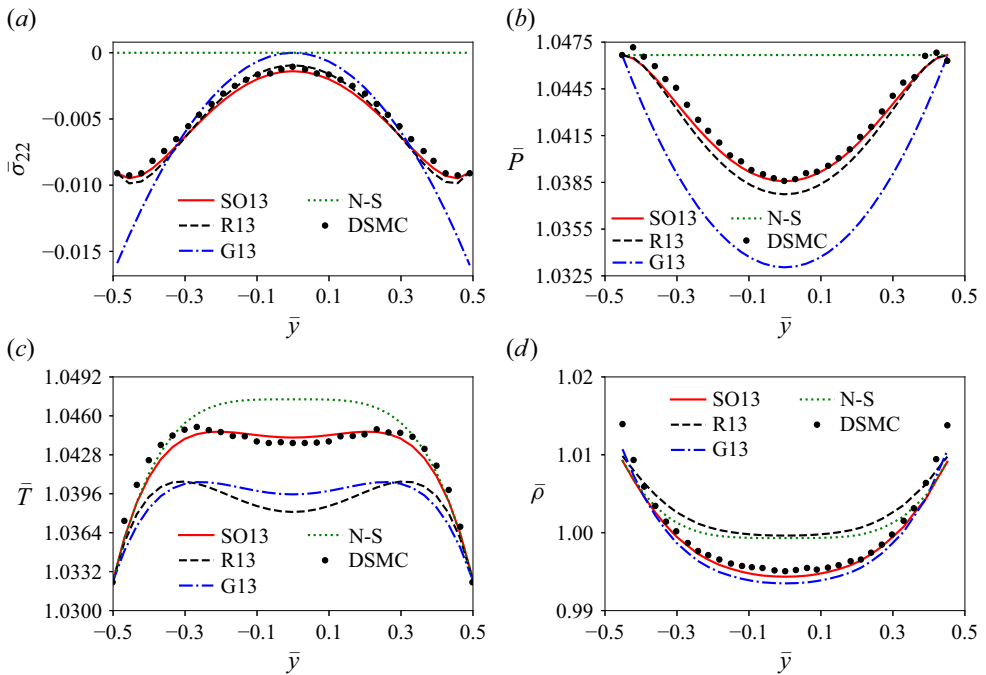 (a)
0
−0.005
−0.010
−0.015
σ̄22
SO13
R13
G13
N-S
DSMC
−0.5 −0.3 −0.1 0.1 0.3 0.5
ȳ
(b)
1.0475
1.0445
1.0415
1.0385
1.0355
1.0325
P̄
SO13
R13
G13
N-S
DSMC
−0.5 −0.3 −0.1 0.1 0.3 0.5
ȳ
(c)
1.0492
1.0460
1.0428
1.0396
1.0364
1.0332
1.0300
T̄
SO13
R13
G13
N-S
DSMC
−0.5 −0.3 −0.1 0.1 0.3 0.5
ȳ
(d)
1.02
1.01
1.00
0.99
ρ̄
SO13
R13
G13
N-S
DSMC
−0.5 −0.3 −0.1 0.1 0.3 0.5
ȳ